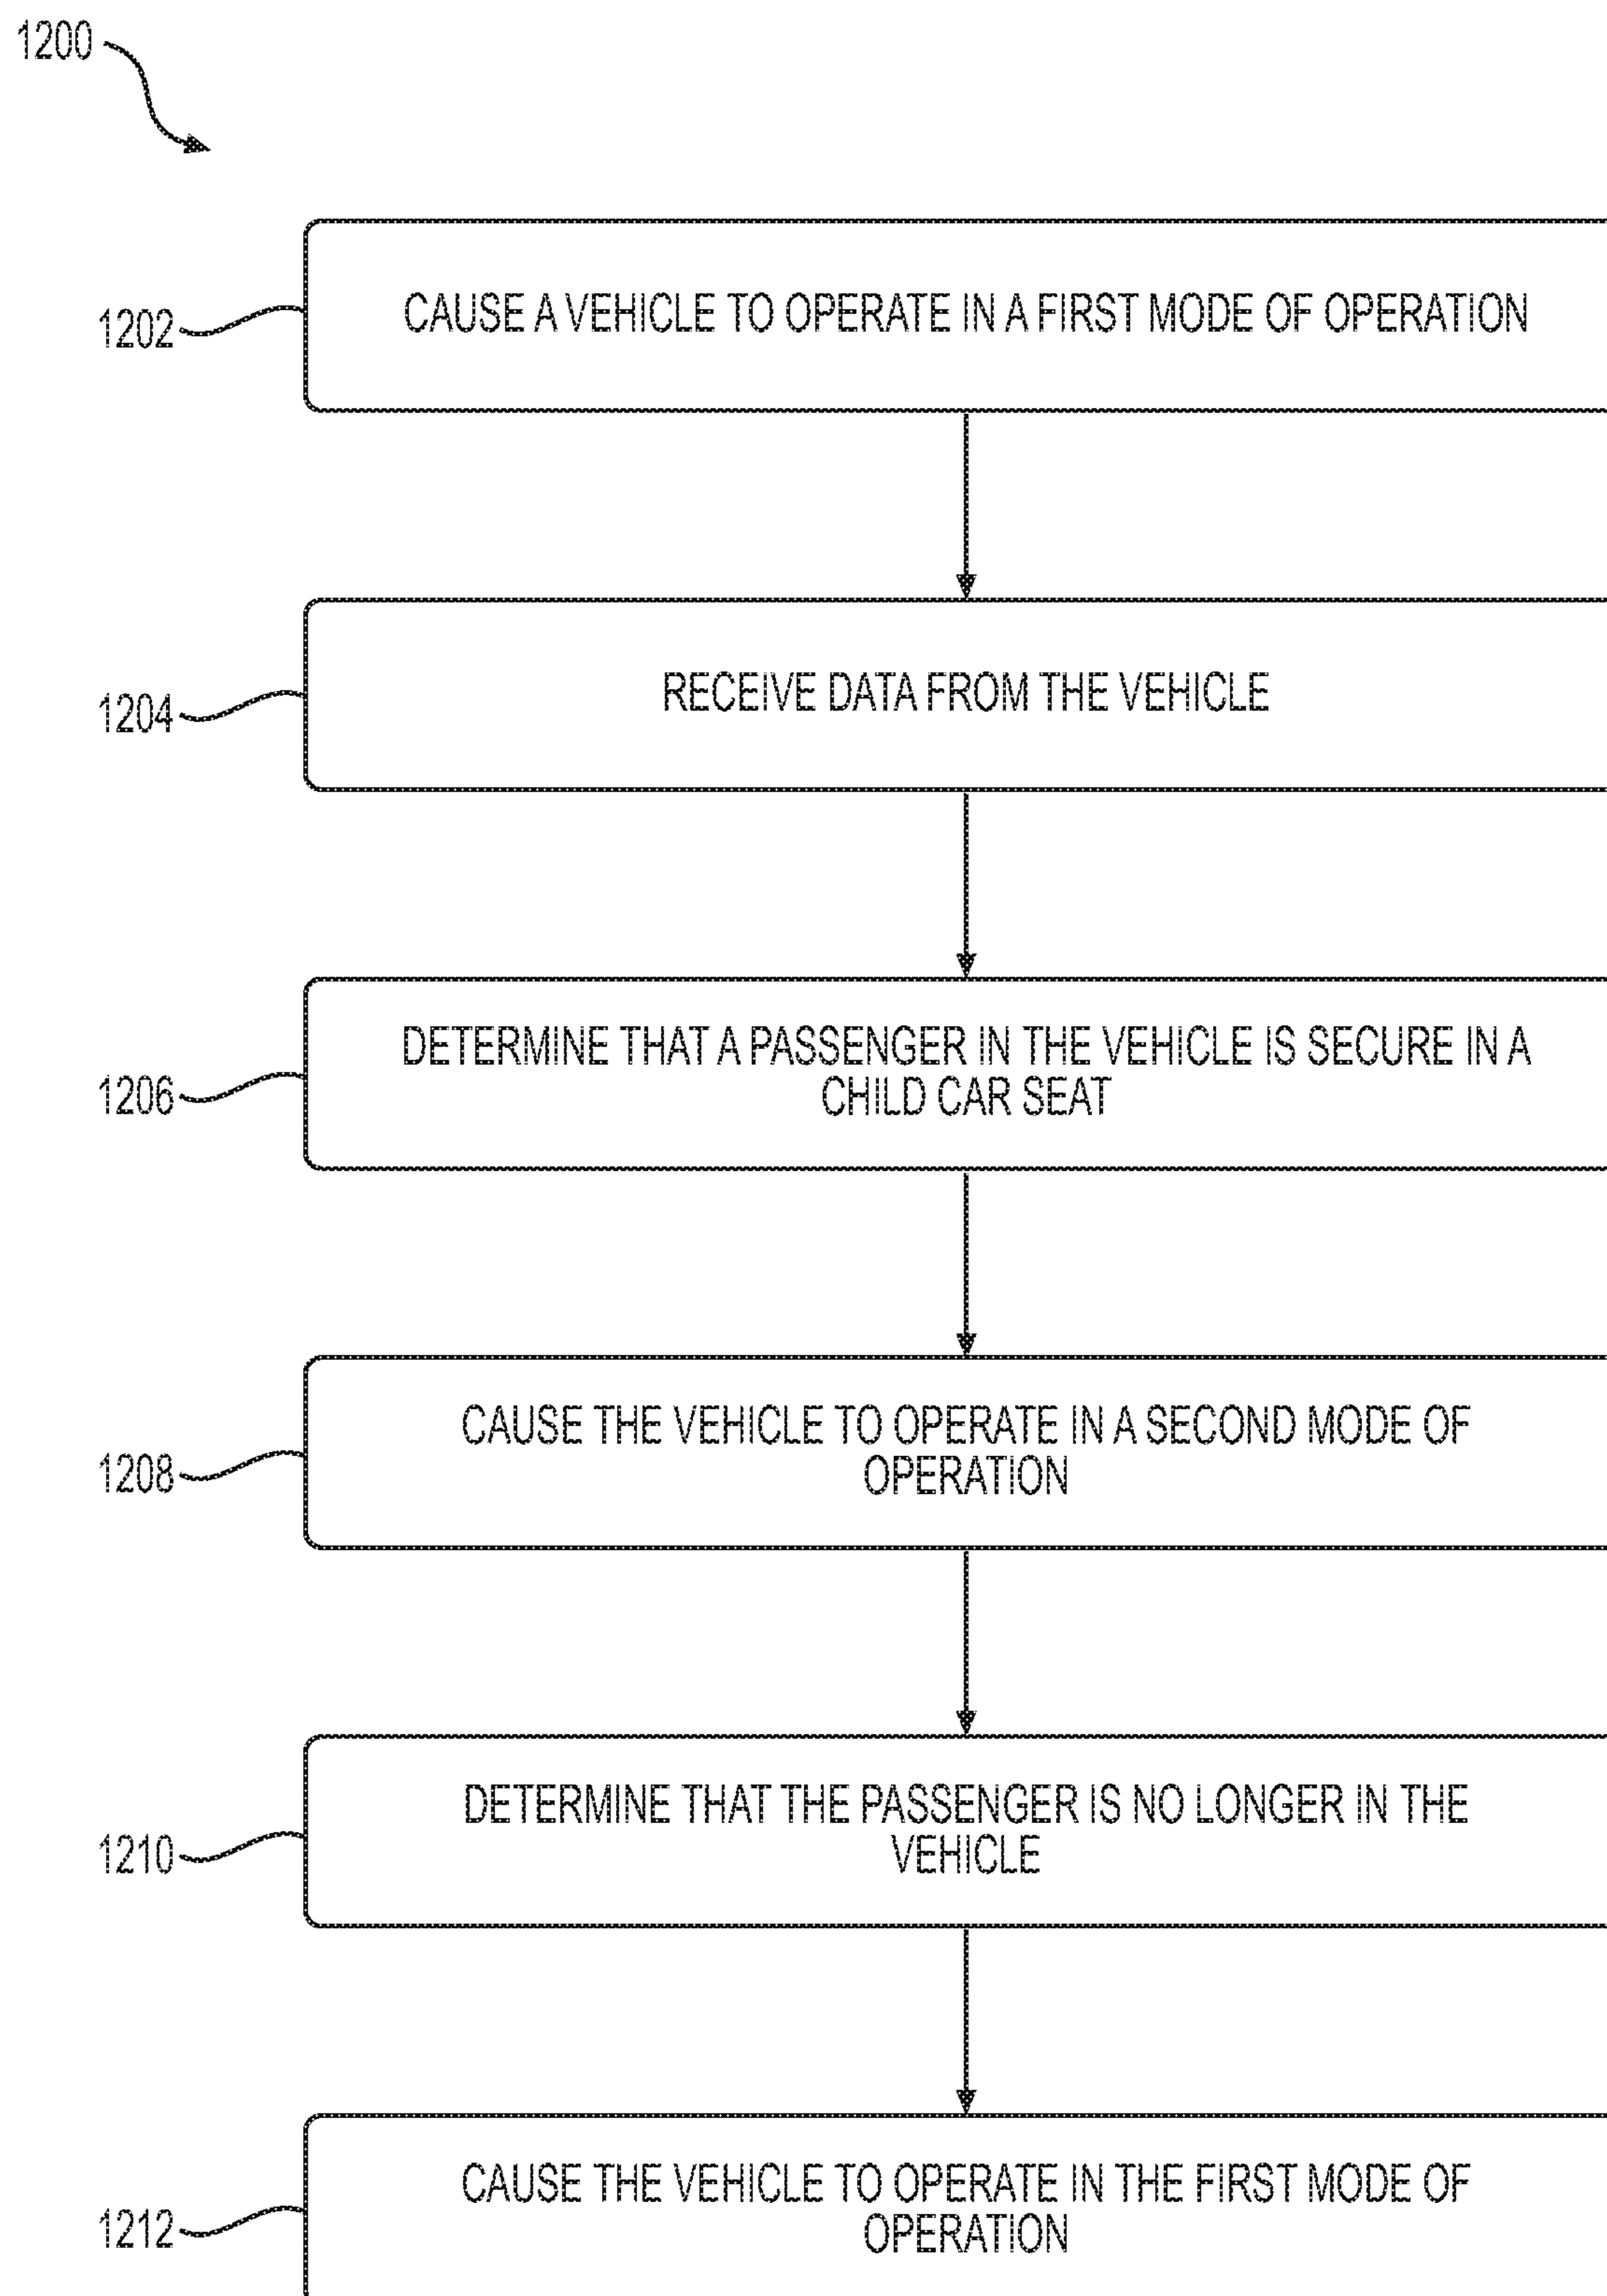 1200
1202
CAUSE A VEHICLE TO OPERATE IN A FIRST MODE OF OPERATION
1204
RECEIVE DATA FROM THE VEHICLE
1206
DETERMINE THAT A PASSENGER IN THE VEHICLE IS SECURE IN A
CHILD CAR SEAT
1208
CAUSE THE VEHICLE TO OPERATE IN A SECOND MODE OF
OPERATION
1210
DETERMINE THAT THE PASSENGER IS NO LONGER IN THE
VEHICLE
1212
CAUSE THE VEHICLE TO OPERATE IN THE FIRST MODE OF
OPERATION